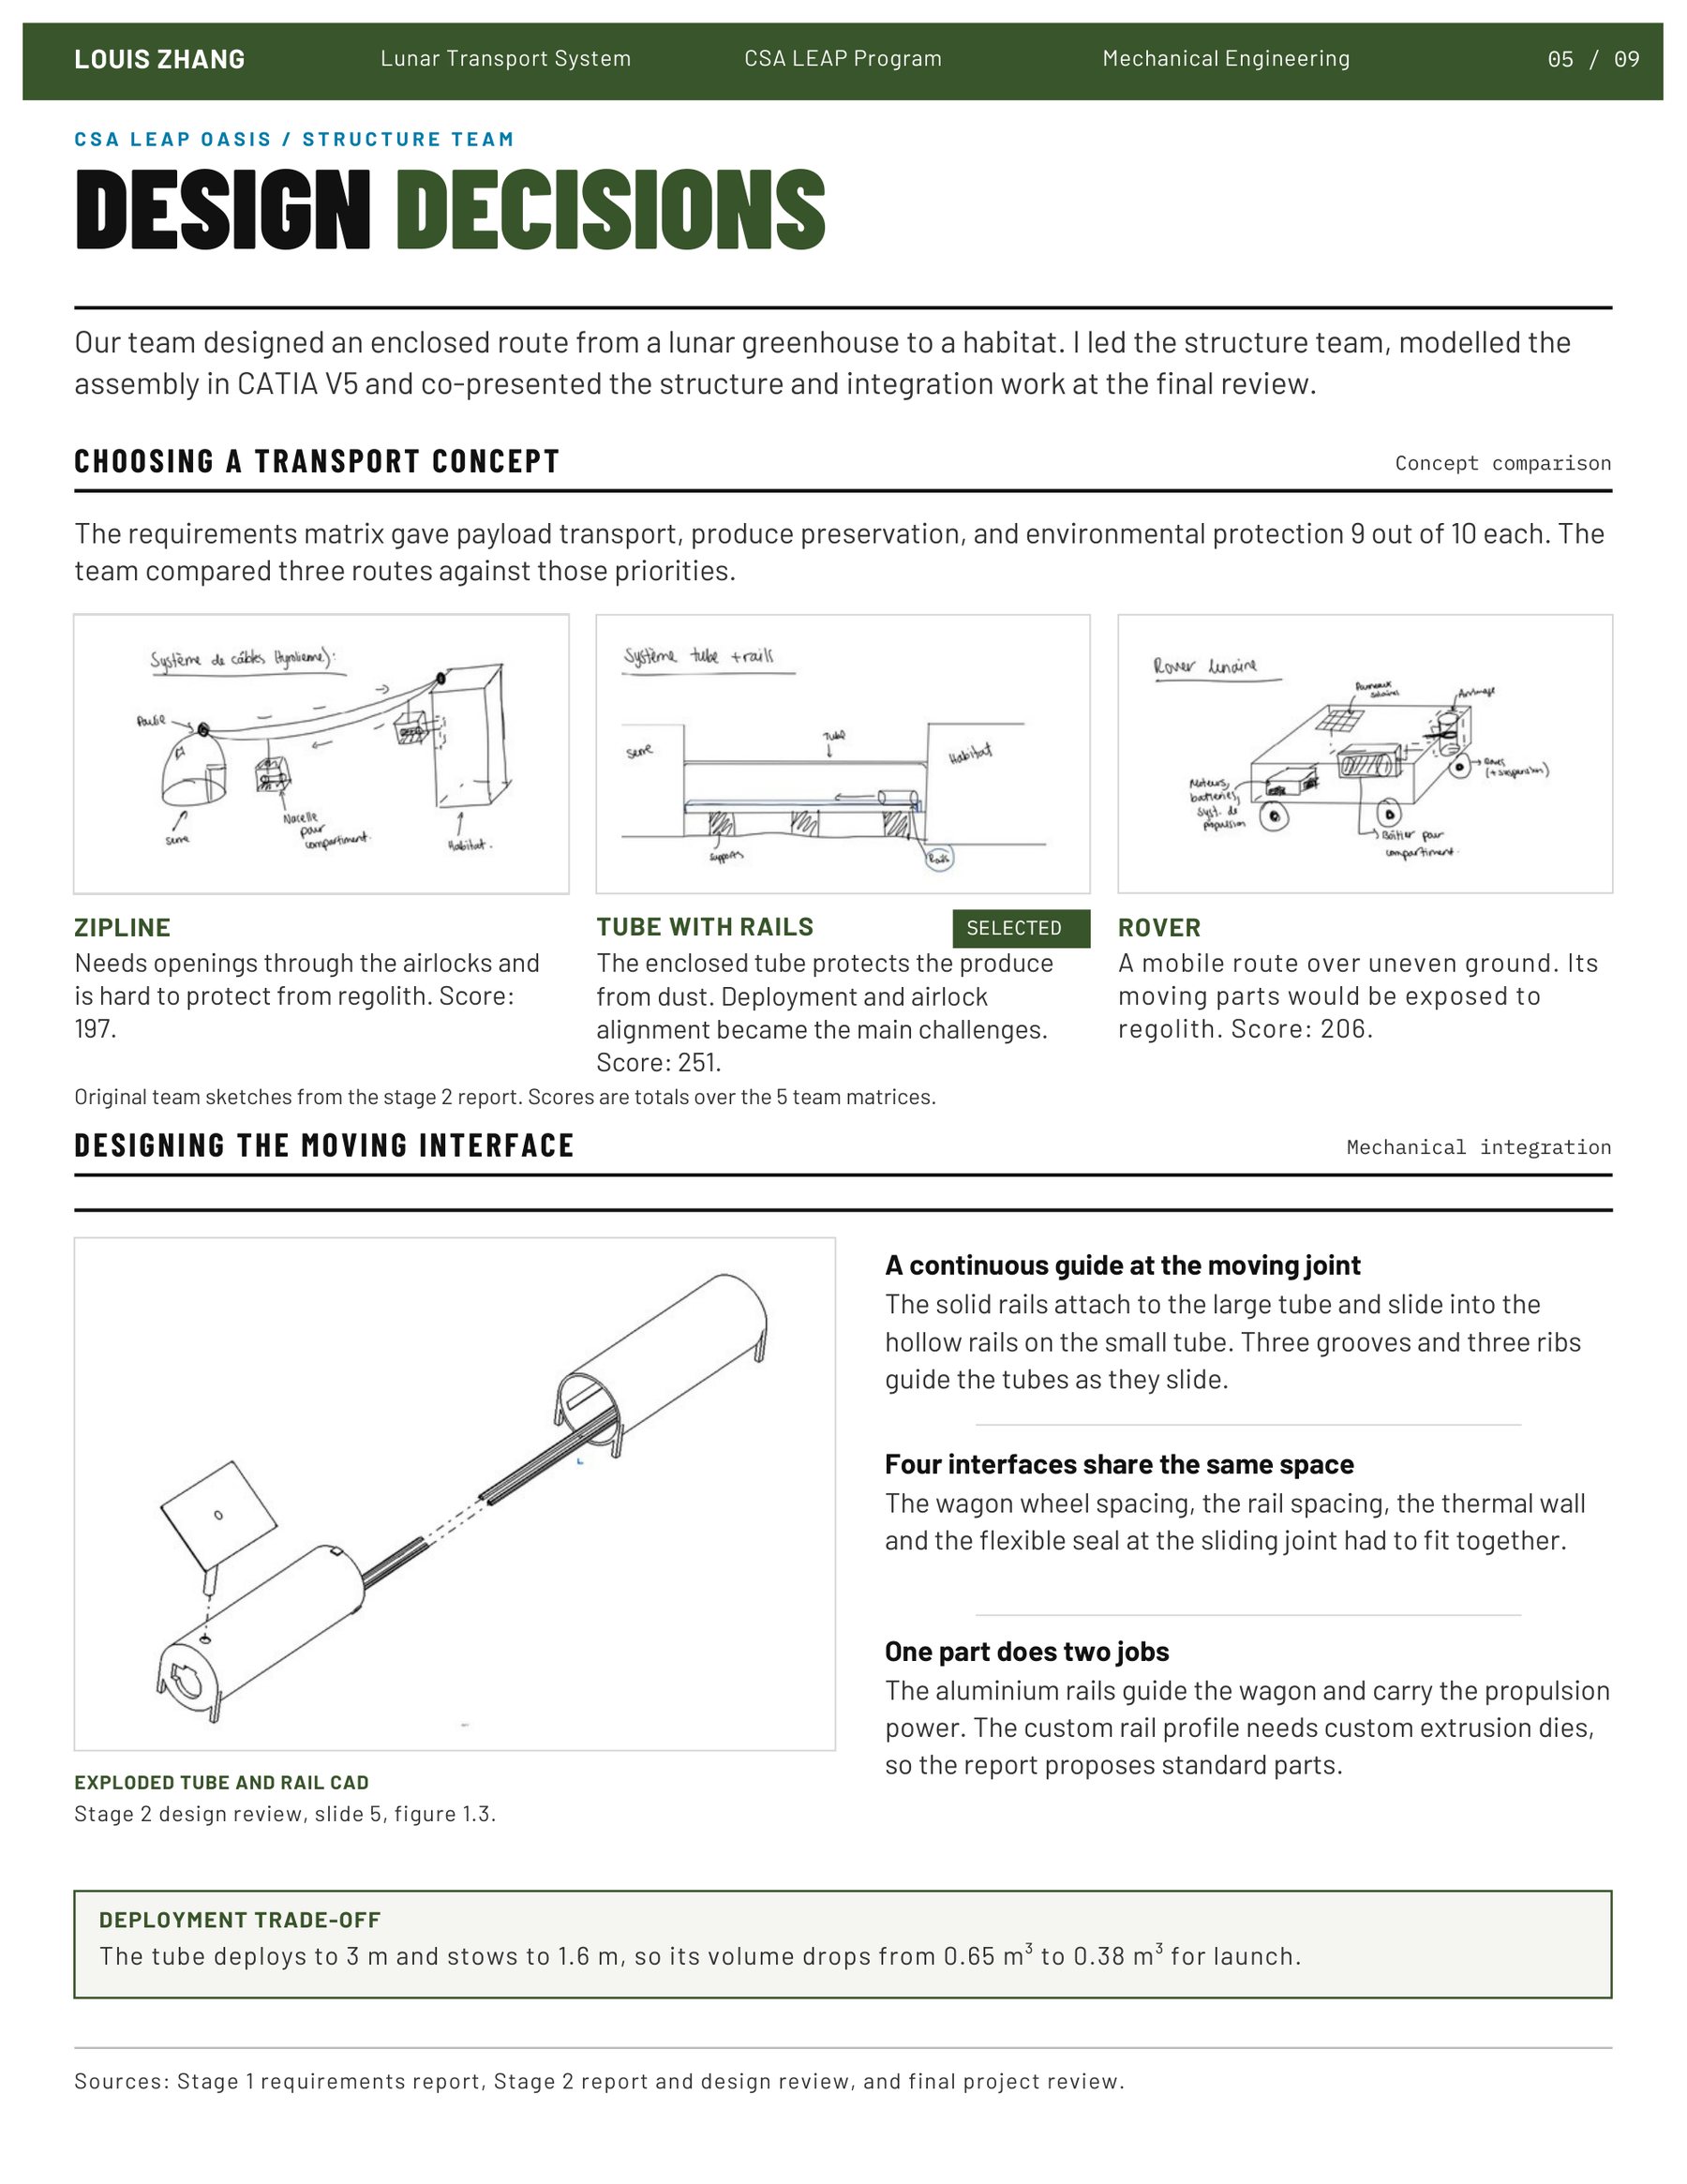 LOUIS ZHANG Lunar Transport System CSA LEAP Program Mechanical Engineering 05 / 09
CSA LEAP OASIS / STRUCTURE TEAM
DESIGN DECISIONS
Our team designed an enclosed route from a lunar greenhouse to a habitat. I led the structure team, modelled the
assembly in CATIA V5 and co-presented the structure and integration work at the final review.
CHOOSING A TRANSPORT CONCEPT Concept comparison
The requirements matrix gave payload transport, produce preservation, and environmental protection 9 out of 10 each. The
team compared three routes against those priorities.
Système de câbles (tyrolienne):
Poulie
serre
Nacelle
pour
compartiment.
Habitat.
Système tube + rails
serre
Tube
Habitat
supports
Rails
Rover lunaire
Panneaux
solaires
Arrimage
Roues
(+suspension)
Moteurs,
batteries,
syst. de
propulsion
Boîtier pour
compartiment.
ZIPLINE
Needs openings through the airlocks and
is hard to protect from regolith. Score:
197.
TUBE WITH RAILS SELECTED
The enclosed tube protects the produce
from dust. Deployment and airlock
alignment became the main challenges.
Score: 251.
ROVER
A mobile route over uneven ground. Its
moving parts would be exposed to
regolith. Score: 206.
Original team sketches from the stage 2 report. Scores are totals over the 5 team matrices.
DESIGNING THE MOVING INTERFACE Mechanical integration
A continuous guide at the moving joint
The solid rails attach to the large tube and slide into the
hollow rails on the small tube. Three grooves and three ribs
guide the tubes as they slide.
Four interfaces share the same space
The wagon wheel spacing, the rail spacing, the thermal wall
and the flexible seal at the sliding joint had to fit together.
One part does two jobs
The aluminium rails guide the wagon and carry the propulsion
power. The custom rail profile needs custom extrusion dies,
so the report proposes standard parts.
EXPLODED TUBE AND RAIL CAD
Stage 2 design review, slide 5, figure 1.3.
DEPLOYMENT TRADE-OFF
The tube deploys to 3 m and stows to 1.6 m, so its volume drops from 0.65 m³ to 0.38 m³ for launch.
Sources: Stage 1 requirements report, Stage 2 report and design review, and final project review.